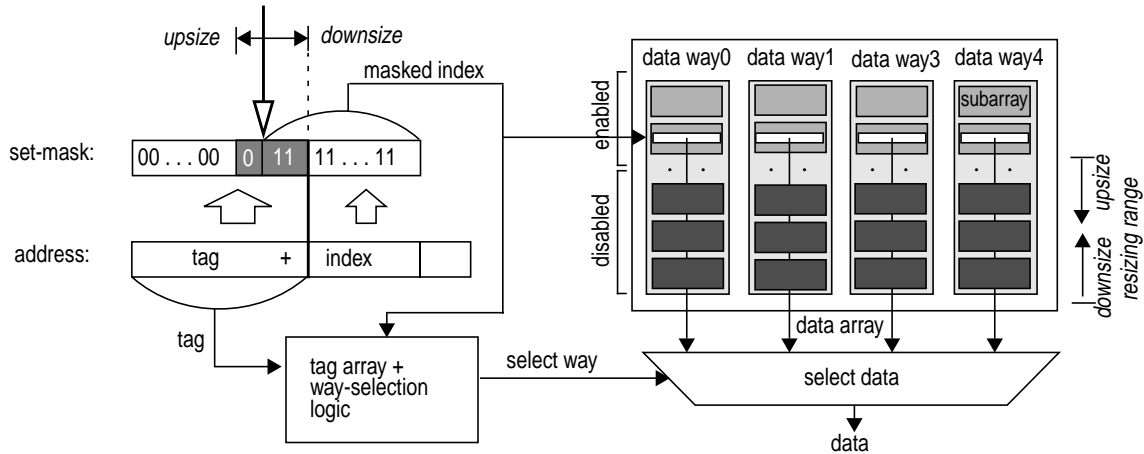 upsize downsize
masked index
set-mask: 00 . . . 00 0 11 11 . . . 11
address: tag + index
tag
tag array +
way-selection
logic
select way
data way0 data way1 data way3 data way4
enabled
subarray
. . . . . . . .
disabled
upsize
downsize
resizing range
data array
select data
data